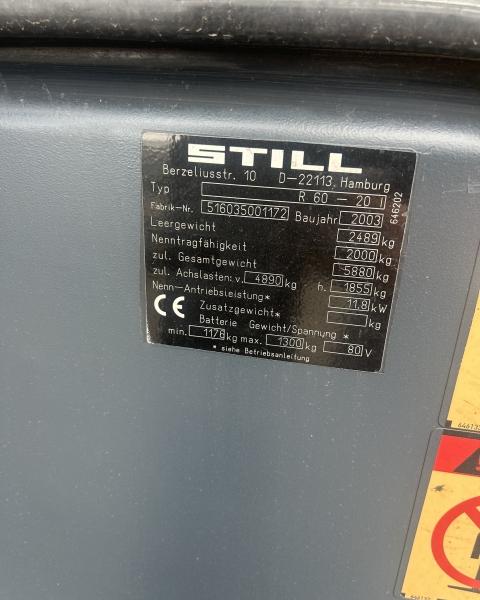 STILL
Berzeliusstr. 10 D-22113, Hamburg
Typ R 60 - 20 I
Fabrik-Nr. 516035001172 Baujahr 2003
Leergewicht 2489 kg
Nenntragfähigkeit 2000 kg
zul. Gesamtgewicht 5880 kg
zul. Achslasten: v. 4890 kg h. 1855 kg
Nenn-Antriebsleistung* 11,8 kW
CE Zusatzgewicht* kg
Batterie Gewicht/Spannung *
min. 1178 kg max. 1300 kg 80 V
* siehe Betriebsanleitung
646202